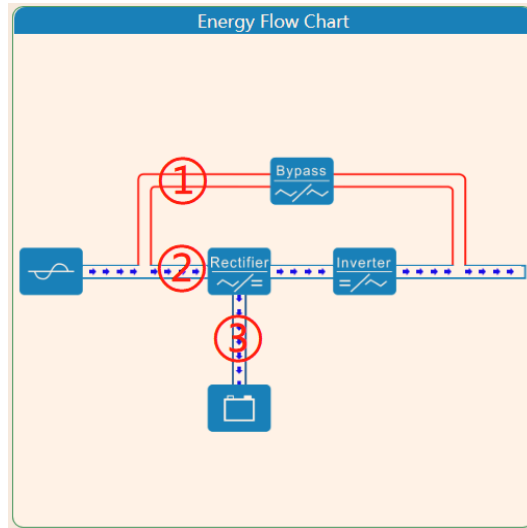 Energy Flow Chart
①
Bypass
② Rectifier Inverter
③